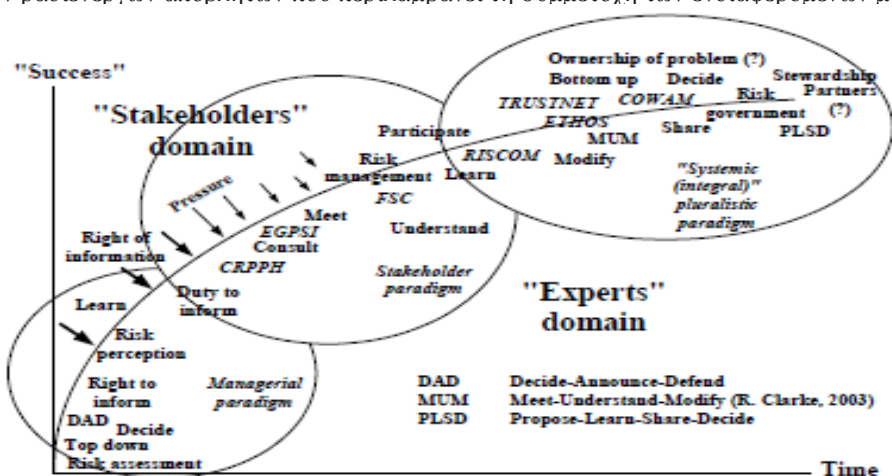 "Success"
"Stakeholders"
domain
Ownership of problem (?)
Bottom up Decide Stewardship
TRUSTNET COWAM Risk Partners
ETHOS government (?)
MUM Share PLSD
Participate
RISCOM Modify
Risk
management Learn
"Systemic
(integral)"
pluralistic
paradigm
Pressure
FSC
Meet
EGPSI Understand
Consult
Right of
information
CRPPH
Stakeholder
paradigm
Duty to
inform
Learn
"Experts"
domain
Risk
perception
Right to
inform
Managerial
paradigm
DAD
Decide
Top down
Risk assessment
DAD Decide-Announce-Defend
MUM Meet-Understand-Modify (R. Clarke, 2003)
PLSD Propose-Learn-Share-Decide
Time